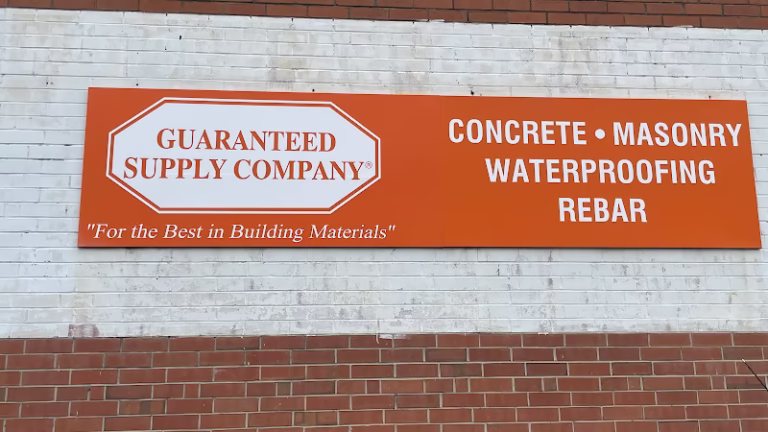 GUARANTEED
SUPPLY COMPANY®
"For the Best in Building Materials"
CONCRETE • MASONRY
WATERPROOFING
REBAR